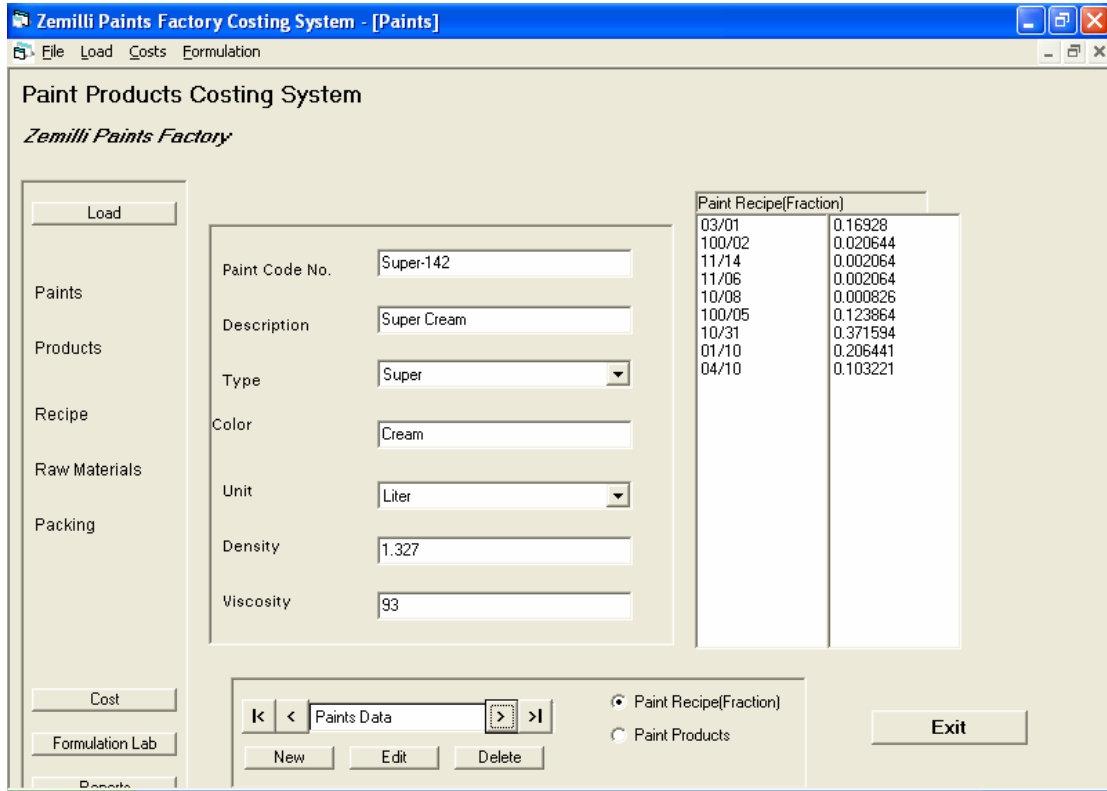 Zemilli Paints Factory Costing System - [Paints]
File Load Costs Formulation
Paint Products Costing System
Zemilli Paints Factory
Load
Paints
Products
Recipe
Raw Materials
Packing
Cost
Formulation Lab
Reports
Paint Code No. Super-142
Description Super Cream
Type Super
Color Cream
Unit Liter
Density 1.327
Viscosity 93
Paint Recipe(Fraction)
03/01 0.16928
100/02 0.020644
11/14 0.002064
11/06 0.002064
10/08 0.000826
100/05 0.123864
10/31 0.371594
01/10 0.206441
04/10 0.103221
|< < Paints Data > >|
New Edit Delete
Paint Recipe(Fraction)
Paint Products
Exit